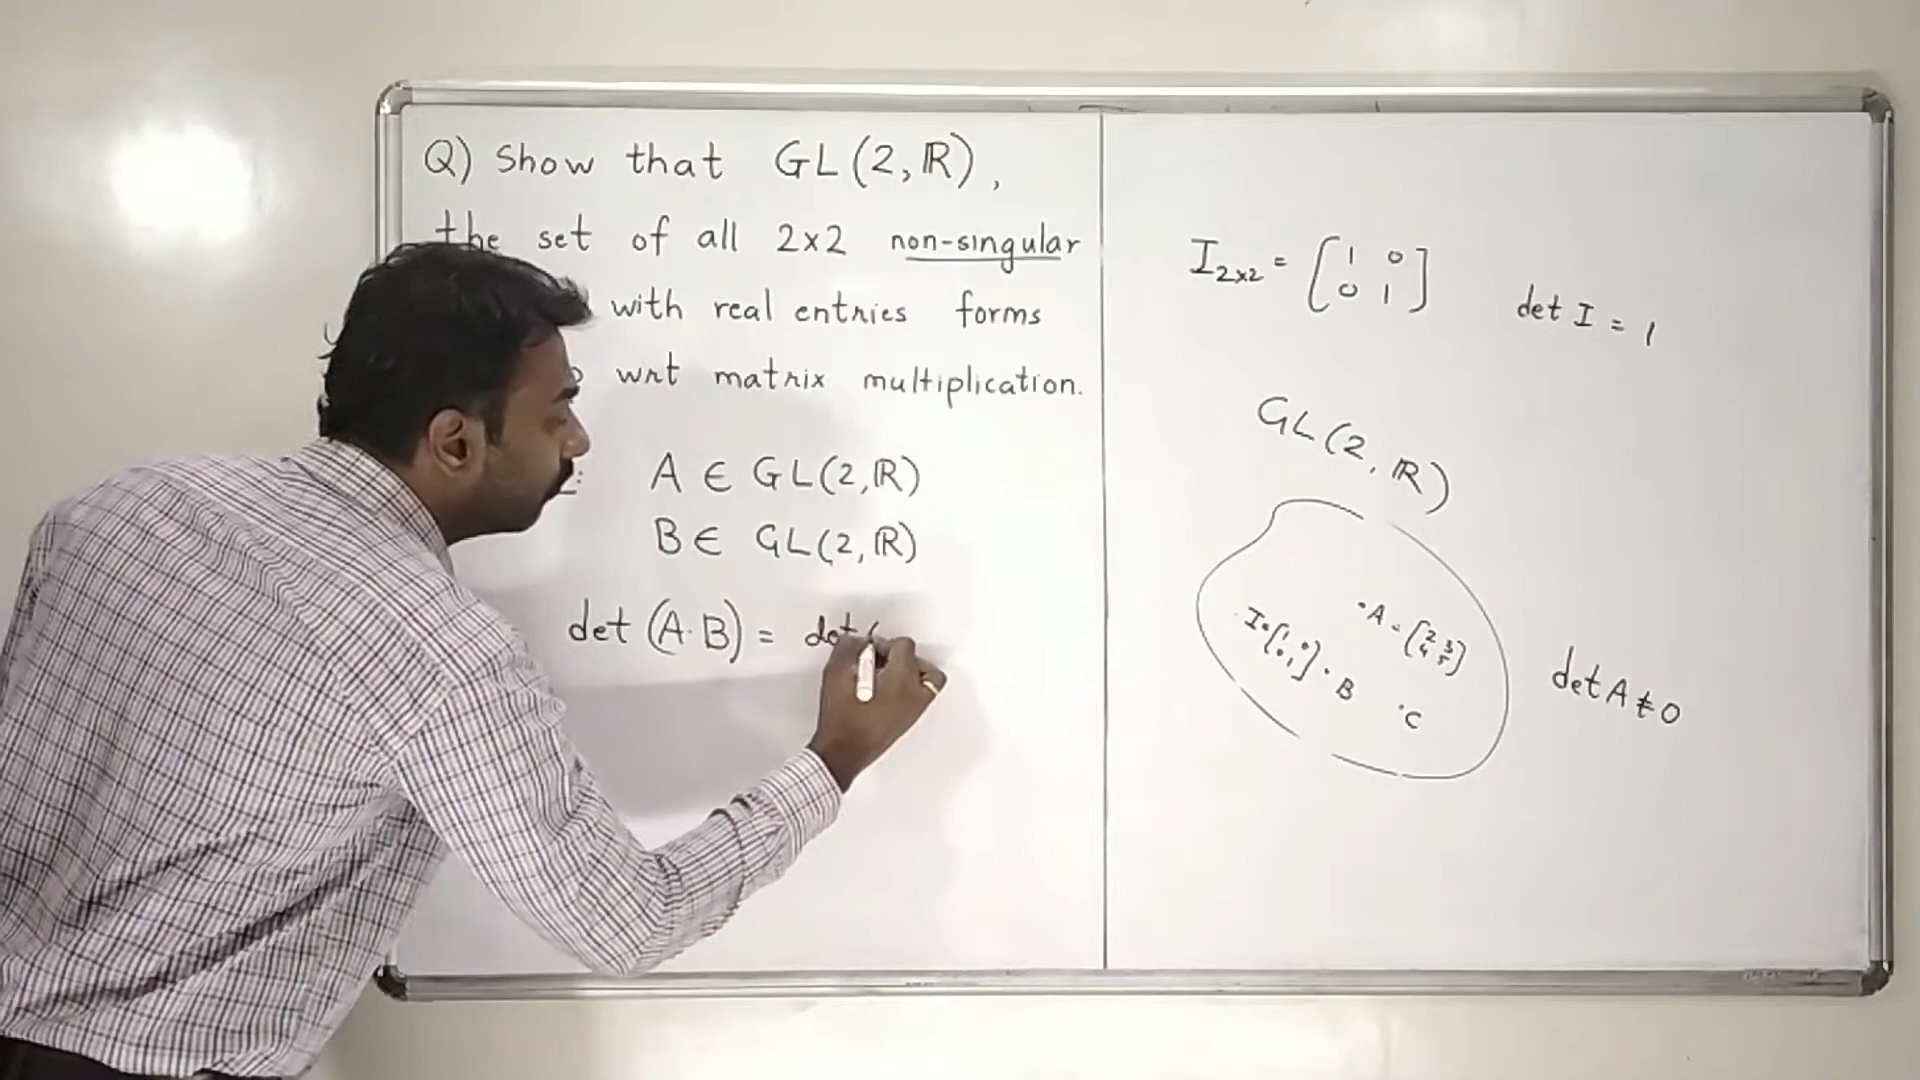 Q) Show that GL(2,ℝ),
the set of all 2x2 non-singular
with real entries forms
wrt matrix multiplication.
A ∈ GL(2,ℝ)
B ∈ GL(2,ℝ)
det (A·B) = det (
I₂ₓ₂ = [1 0
0 1]
det I = 1
GL(2,ℝ)
·A = [2 3
4 5]
I = [1 0
0 1]
·B
·C
det A ≠ 0